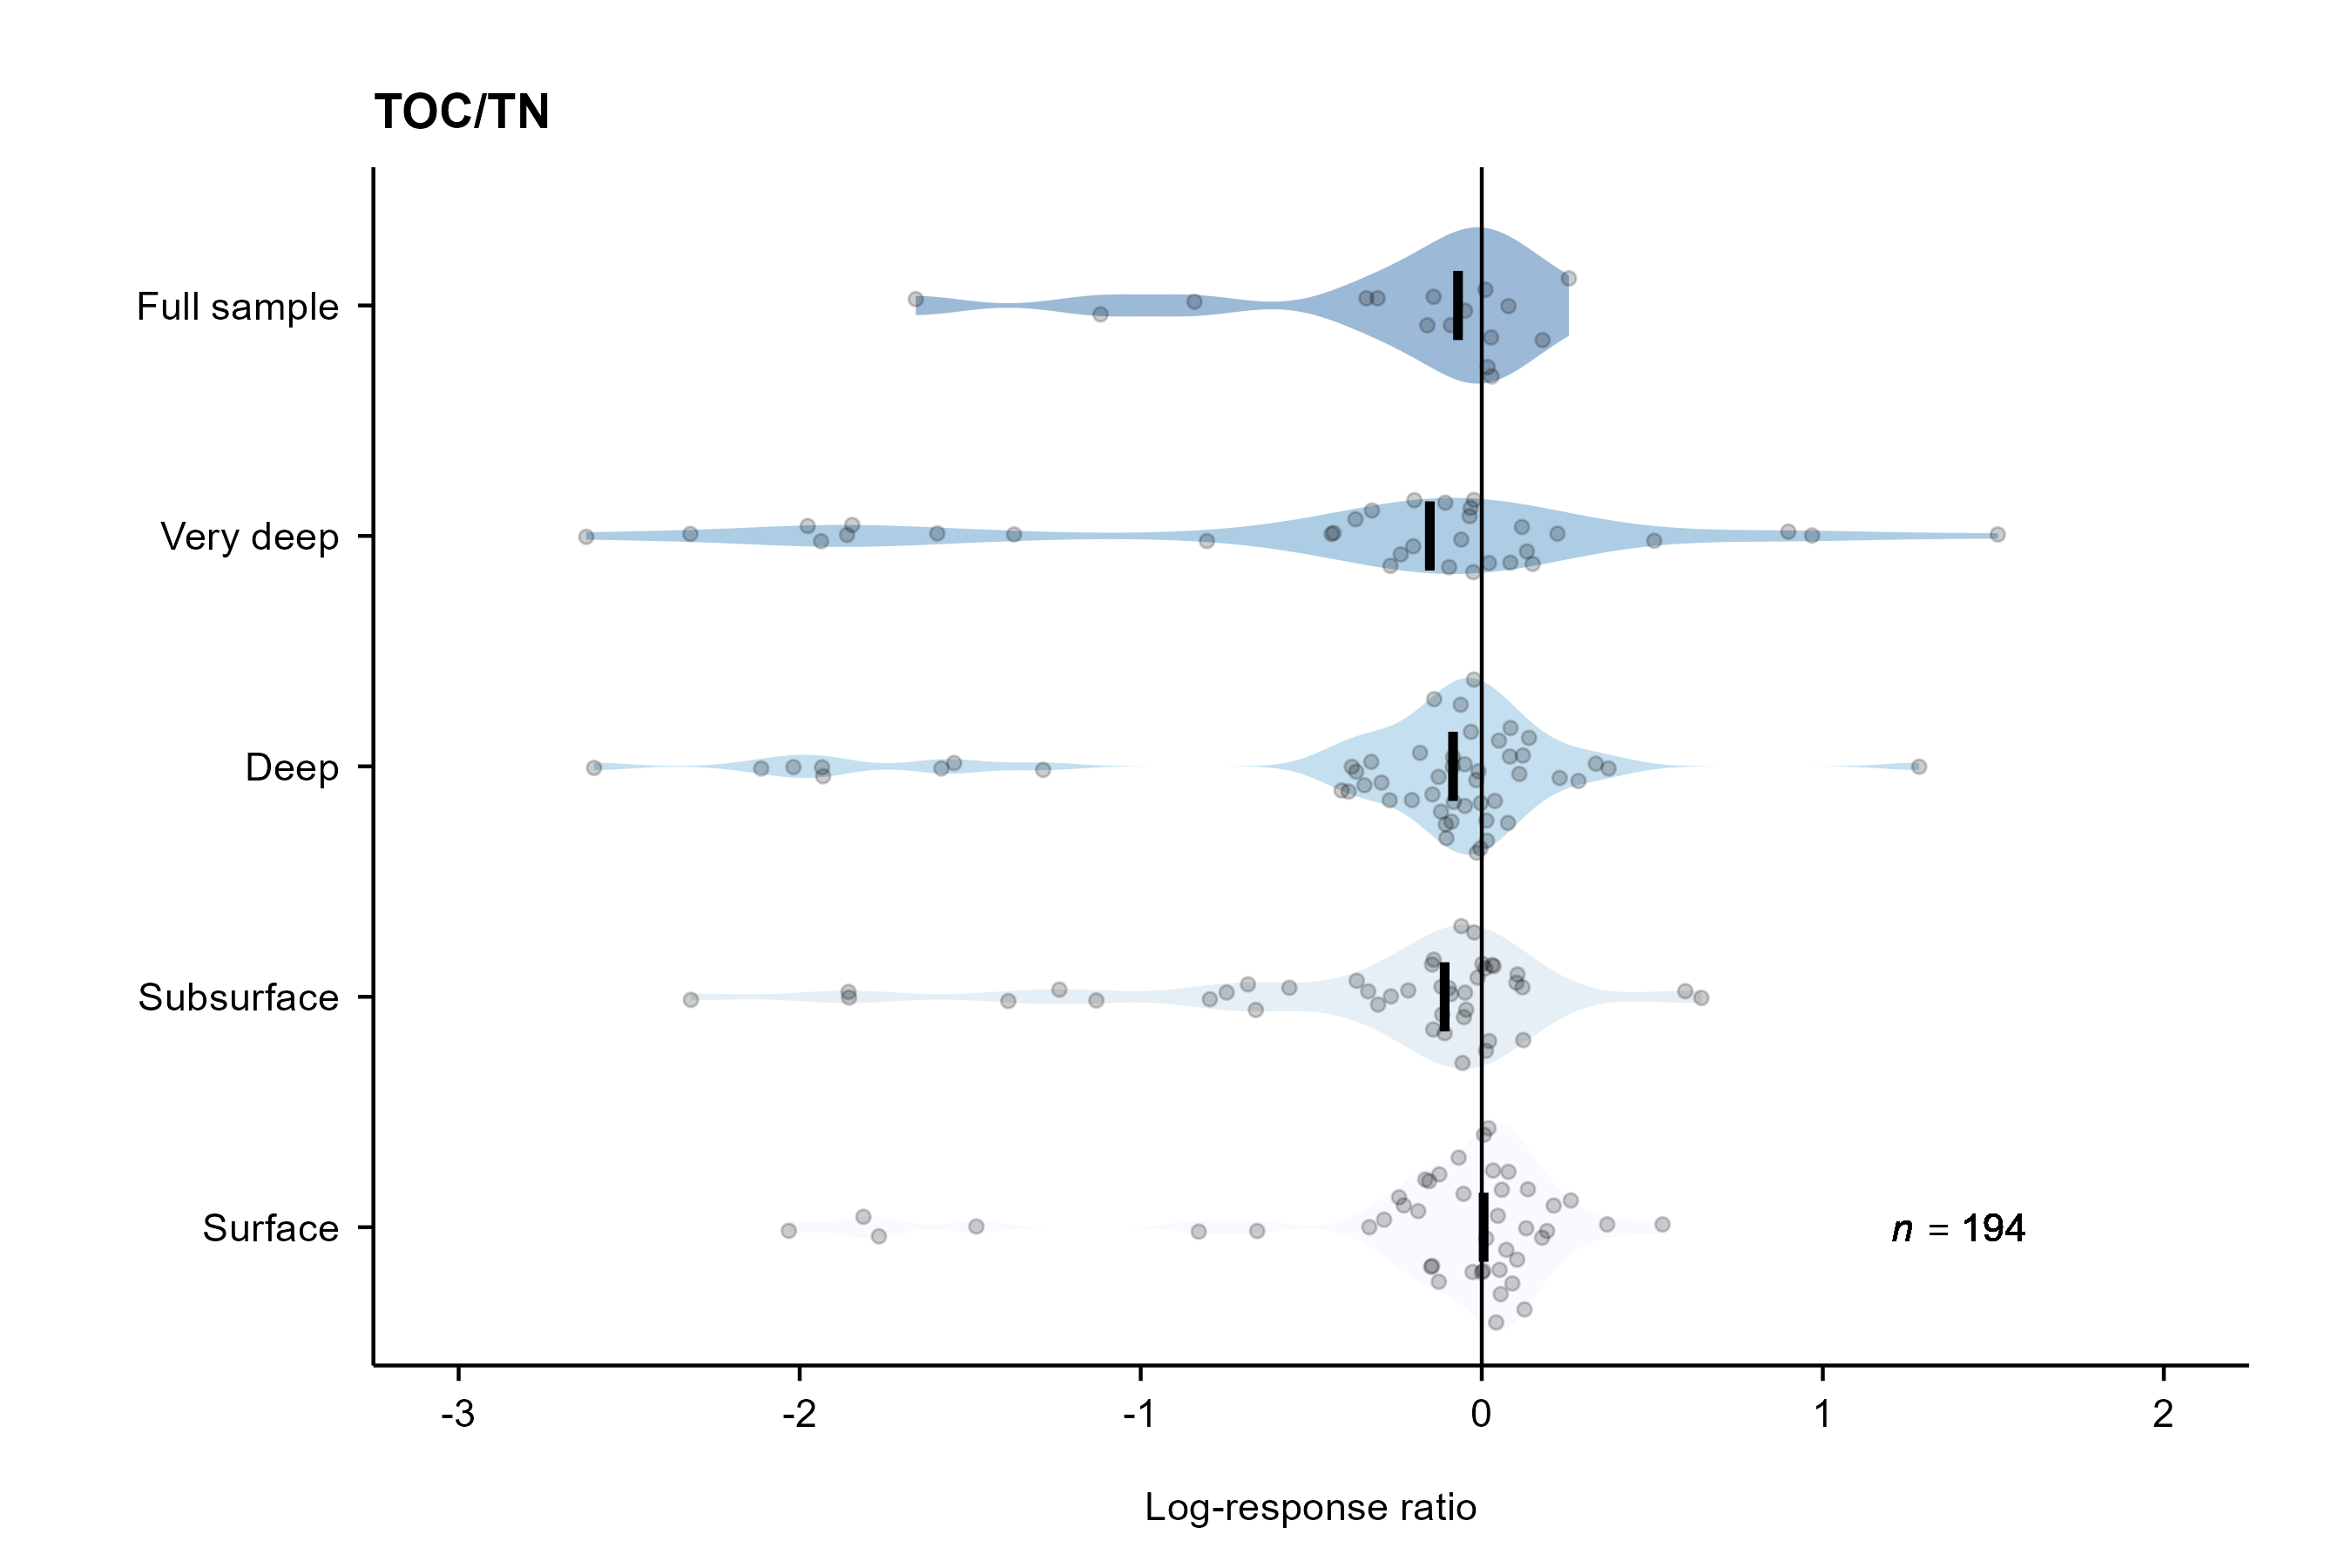 TOC/TN
Full sample
Very deep
Deep
Subsurface
Surface
n = 194
-3 -2 -1 0 1 2
Log-response ratio